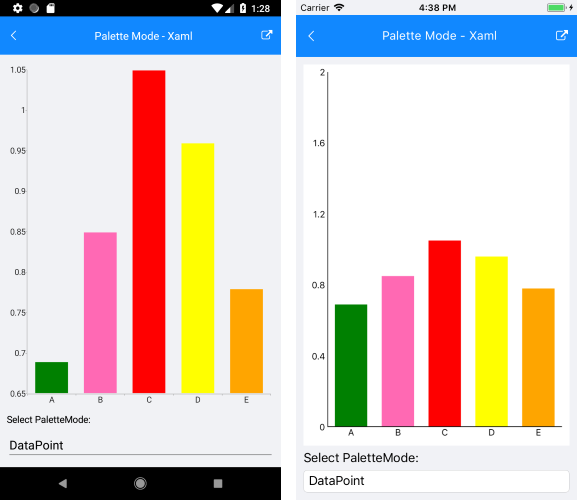 1:28
Palette Mode - Xaml
1.05
1
0.95
0.9
0.85
0.8
0.75
0.7
0.65
A B C D E
Select PaletteMode:
DataPoint
Carrier 4:38 PM
Palette Mode - Xaml
2
1.6
1.2
0.8
0.4
0
A B C D E
Select PaletteMode:
DataPoint